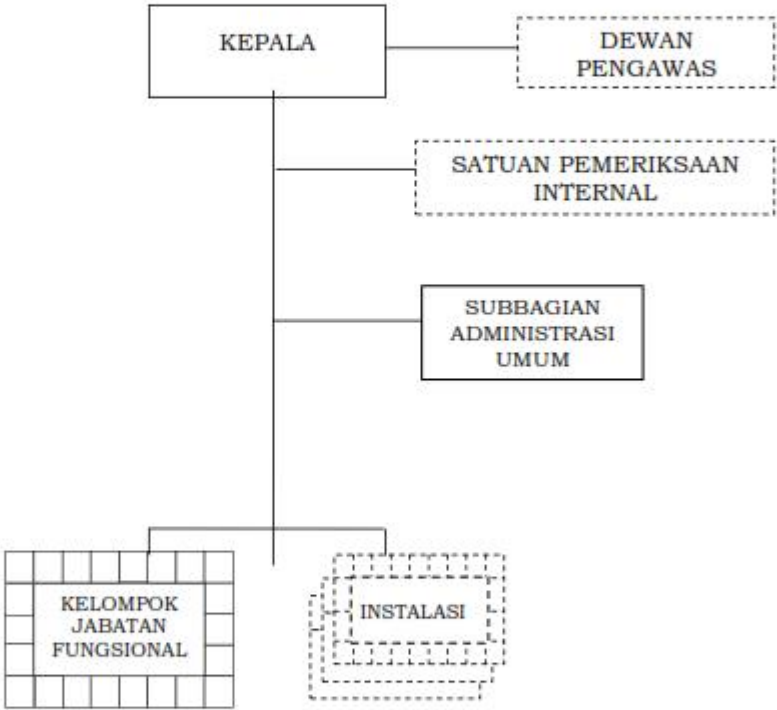 KEPALA
DEWAN
PENGAWAS
SATUAN PEMERIKSAAN
INTERNAL
SUBBAGIAN
ADMINISTRASI
UMUM
KELOMPOK
JABATAN
FUNGSIONAL
INSTALASI